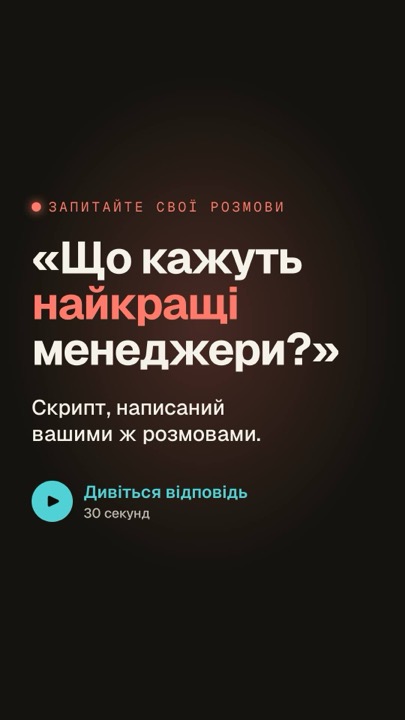 ЗАПИТАЙТЕ СВОЇ РОЗМОВИ
«Що кажуть
найкращі
менеджери?»
Скрипт, написаний
вашими ж розмовами.
Дивіться відповідь
30 секунд